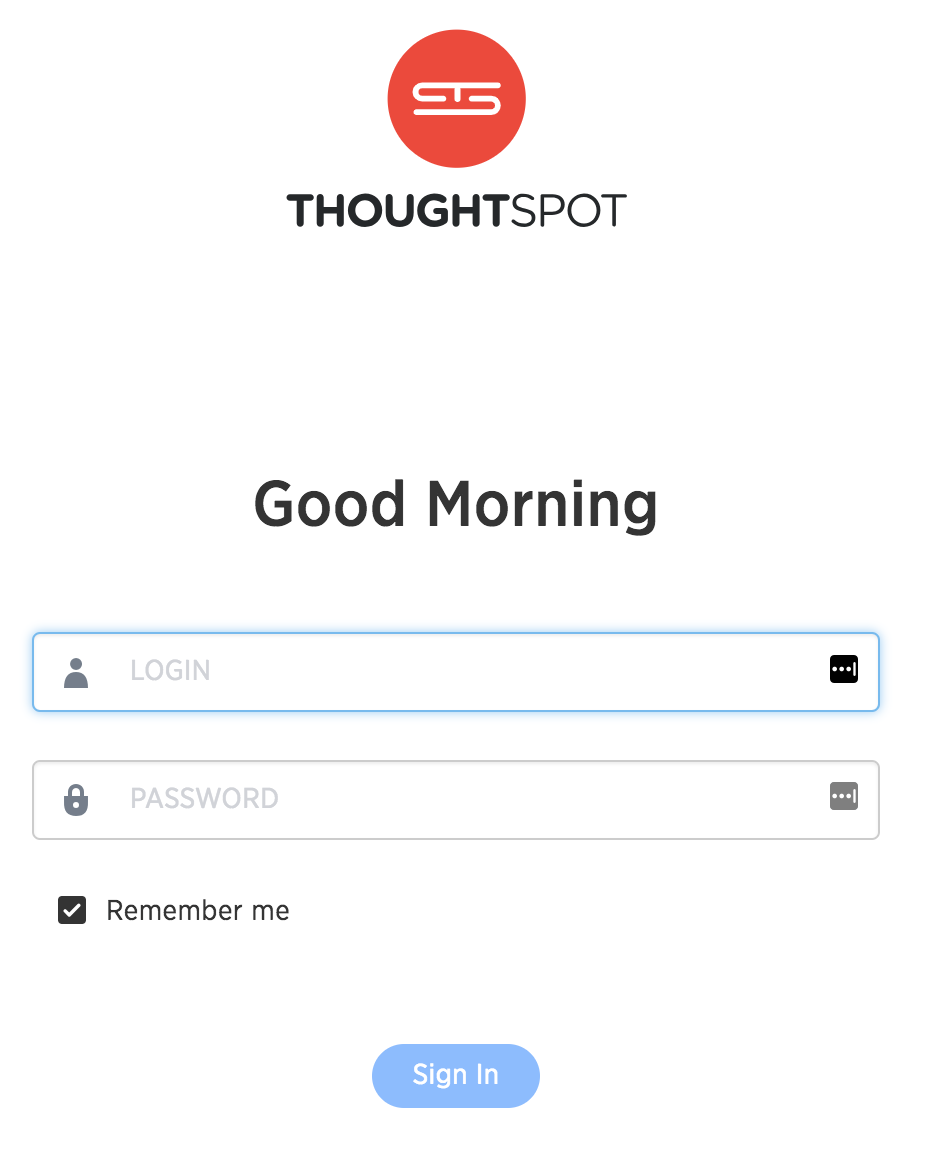 THOUGHTSPOT
Good Morning
LOGIN
PASSWORD
Remember me
Sign In